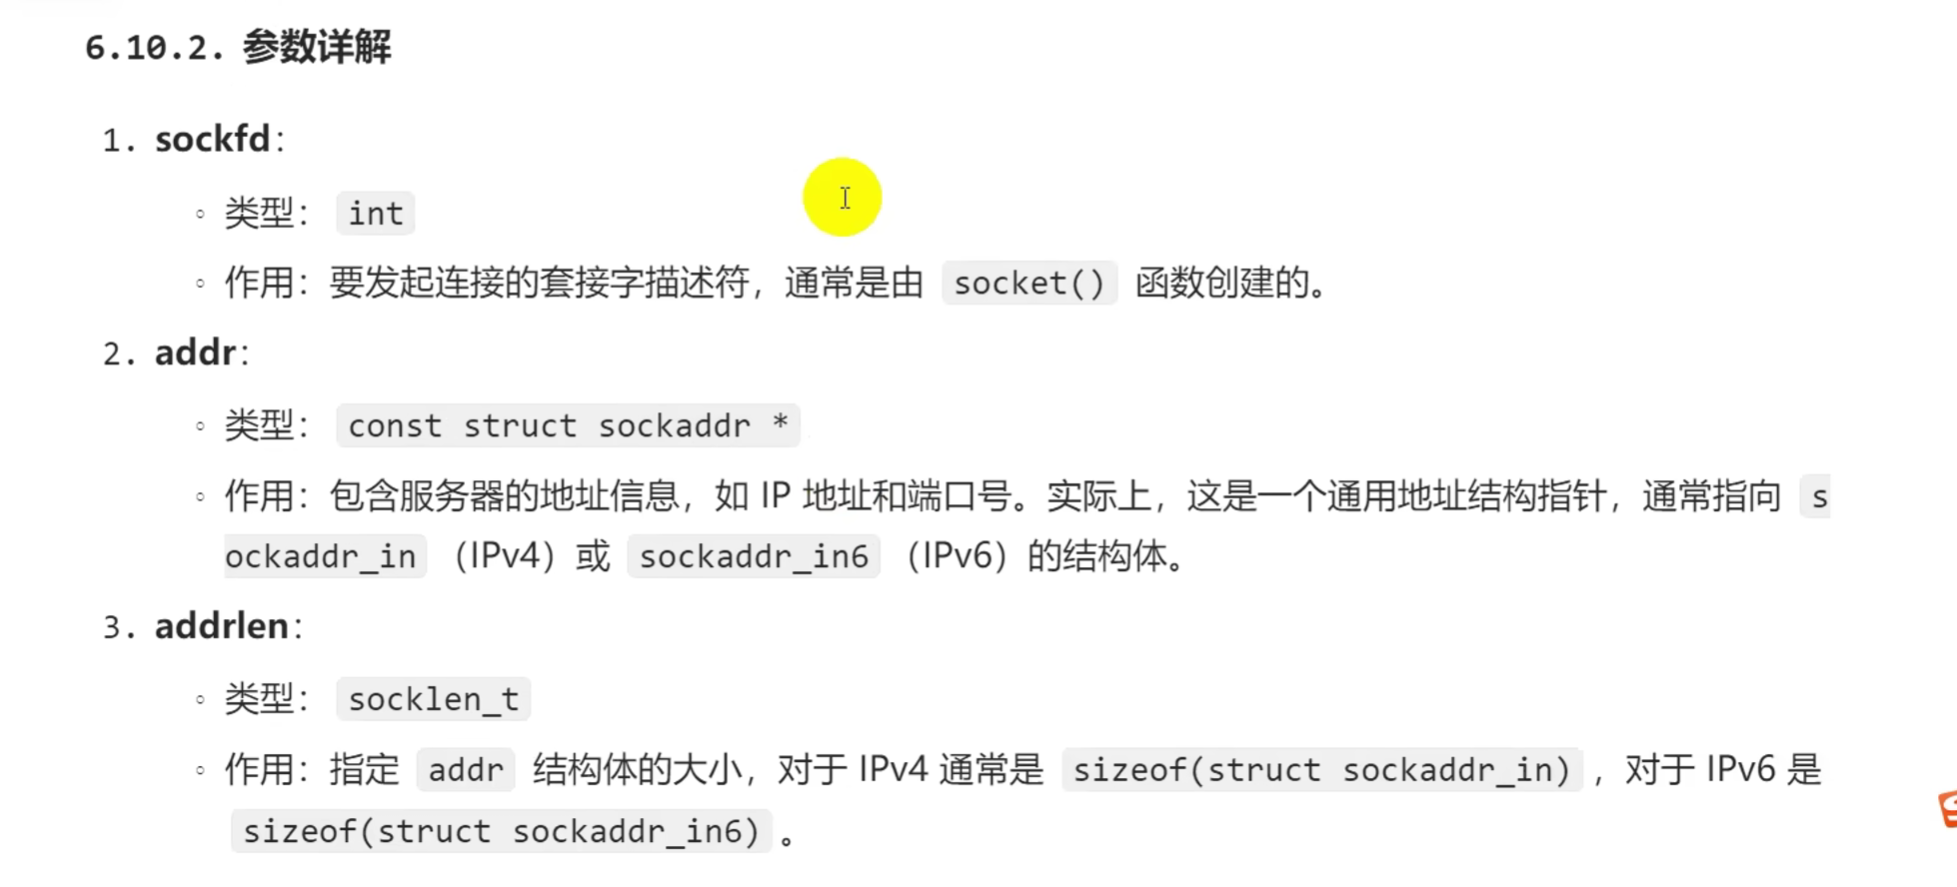 6.10.2. 参数详解
1. sockfd：
◦ 类型： int
◦ 作用：要发起连接的套接字描述符，通常是由 socket() 函数创建的。
2. addr：
◦ 类型： const struct sockaddr *
◦ 作用：包含服务器的地址信息，如 IP 地址和端口号。实际上，这是一个通用地址结构指针，通常指向 s
ockaddr_in （IPv4）或 sockaddr_in6 （IPv6）的结构体。
3. addrlen：
◦ 类型： socklen_t
◦ 作用：指定 addr 结构体的大小，对于 IPv4 通常是 sizeof(struct sockaddr_in) ，对于 IPv6 是
sizeof(struct sockaddr_in6) 。